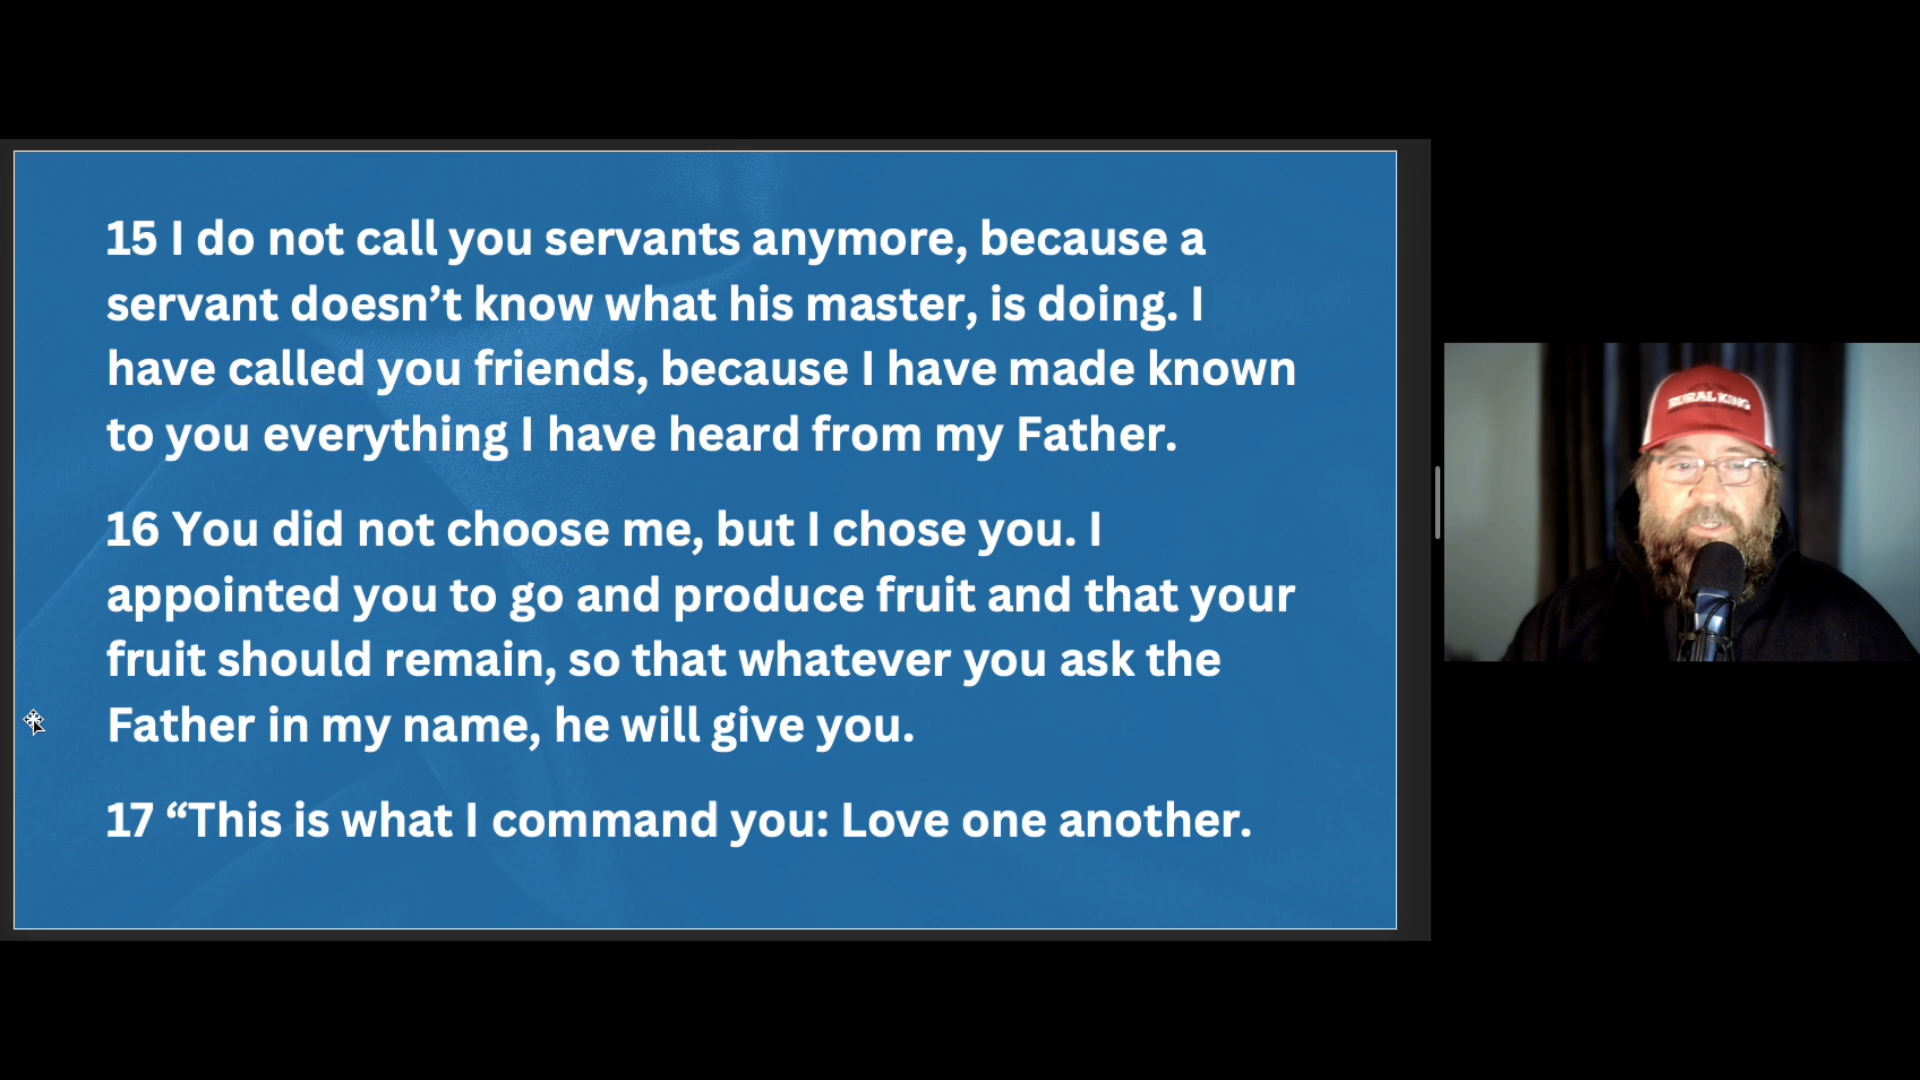 15 I do not call you servants anymore, because a
servant doesn’t know what his master, is doing. I
have called you friends, because I have made known
to you everything I have heard from my Father.
16 You did not choose me, but I chose you. I
appointed you to go and produce fruit and that your
fruit should remain, so that whatever you ask the
Father in my name, he will give you.
17 “This is what I command you: Love one another.
RURAL KING